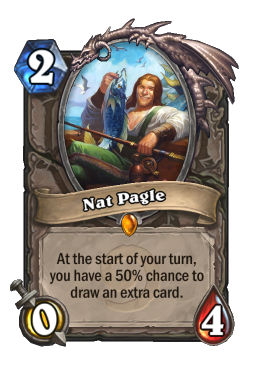 2
Nat Pagle
At the start of your turn,
you have a 50% chance to
draw an extra card.
0
4